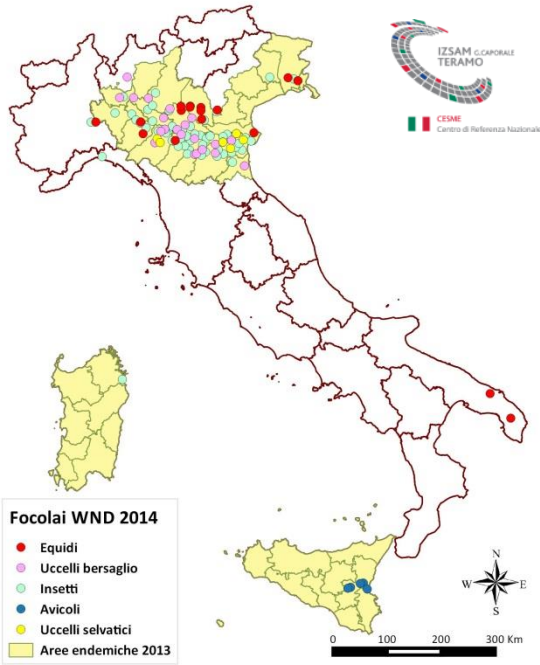 IZSAM G.CAPORALE
TERAMO
CESME
Centro di Referenza Nazionale
Focolai WND 2014
Equidi
Uccelli bersaglio
Insetti
Avicoli
Uccelli selvatici
Aree endemiche 2013
N
W E
S
0 100 200 300 Km